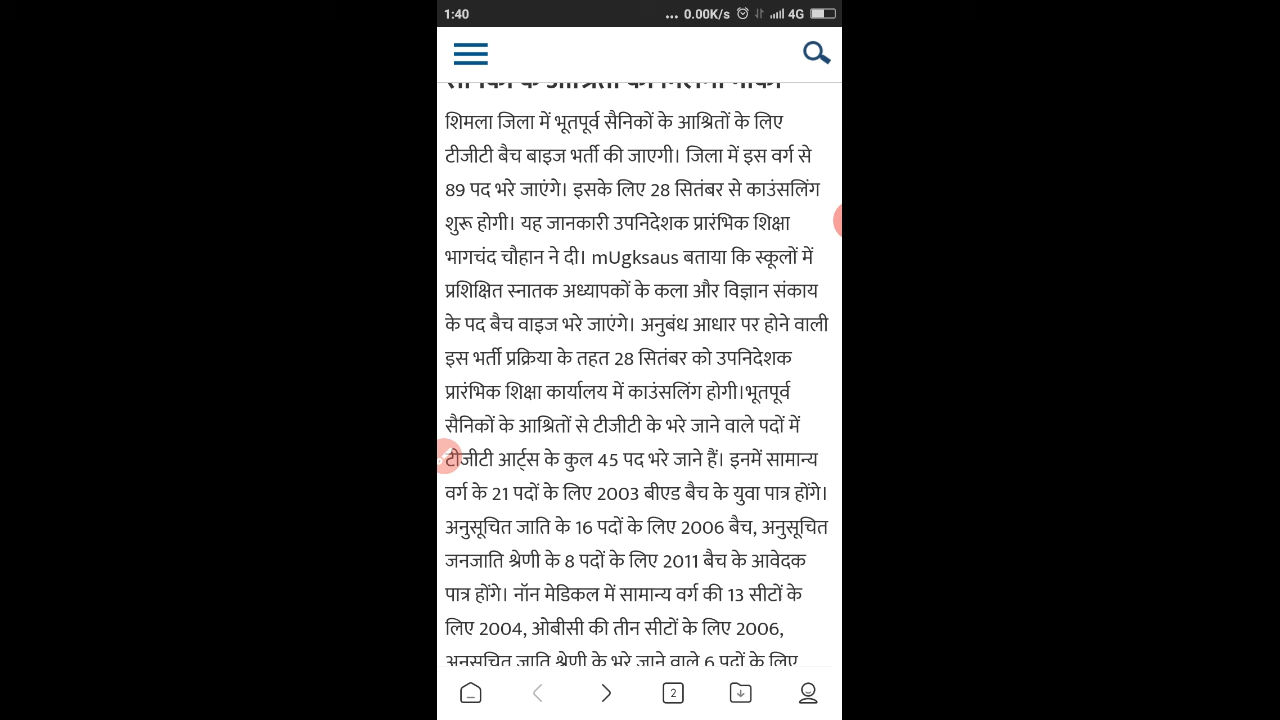 1:40 ... 0.00K/s 4G
शिमला जिला में भूतपूर्व सैनिकों के आश्रितों के लिए
टीजीटी बैच बाइज भर्ती की जाएगी। जिला में इस वर्ग से
89 पद भरे जाएंगे। इसके लिए 28 सितंबर से काउंसलिंग
शुरू होगी। यह जानकारी उपनिदेशक प्रारंभिक शिक्षा
भागचंद चौहान ने दी। mUgksaus बताया कि स्कूलों में
प्रशिक्षित स्नातक अध्यापकों के कला और विज्ञान संकाय
के पद बैच वाइज भरे जाएंगे। अनुबंध आधार पर होने वाली
इस भर्ती प्रक्रिया के तहत 28 सितंबर को उपनिदेशक
प्रारंभिक शिक्षा कार्यालय में काउंसलिंग होगी।भूतपूर्व
सैनिकों के आश्रितों से टीजीटी के भरे जाने वाले पदों में
टीजीटी आर्ट्स के कुल 45 पद भरे जाने हैं। इनमें सामान्य
वर्ग के 21 पदों के लिए 2003 बीएड बैच के युवा पात्र होंगे।
अनुसूचित जाति के 16 पदों के लिए 2006 बैच, अनुसूचित
जनजाति श्रेणी के 8 पदों के लिए 2011 बैच के आवेदक
पात्र होंगे। नॉन मेडिकल में सामान्य वर्ग की 13 सीटों के
लिए 2004, ओबीसी की तीन सीटों के लिए 2006,
अनुसूचित जाति श्रेणी के भरे जाने वाले 6 पदों के लिए
2